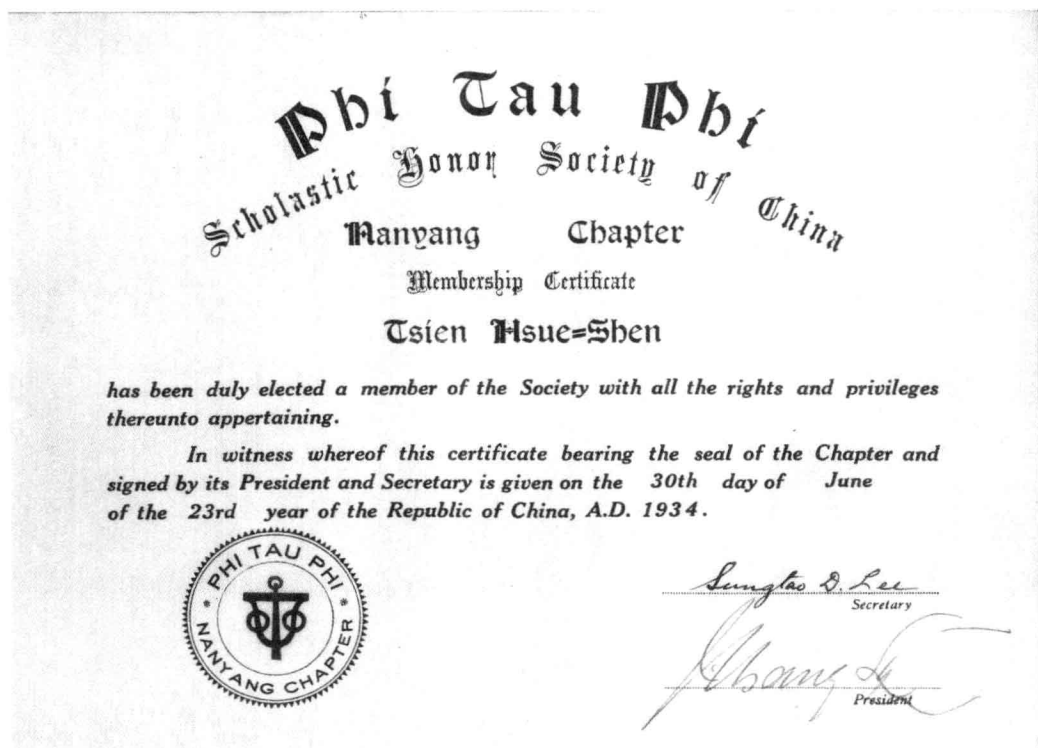 Phi Tau Phi
Scholastic Honor Society of China
Nanyang Chapter
Membership Certificate
Tsien Hsue=Shen
has been duly elected a member of the Society with all the rights and privileges
thereunto appertaining.
In witness whereof this certificate bearing the seal of the Chapter and
signed by its President and Secretary is given on the 30th day of June
of the 23rd year of the Republic of China, A.D. 1934.
PHI TAU PHI
NANYANG CHAPTER
D. Lee
Secretary
President